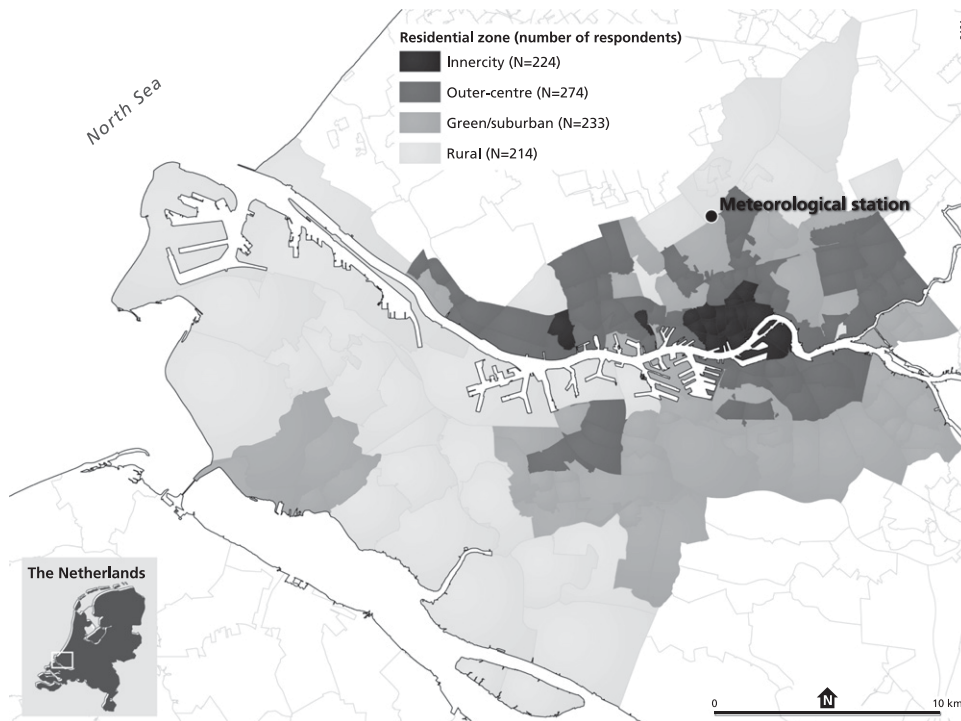 Residential zone (number of respondents)
Innercity (N=224)
Outer-centre (N=274)
Green/suburban (N=233)
Rural (N=214)
North Sea
Meteorological station
The Netherlands
N
0
10 km